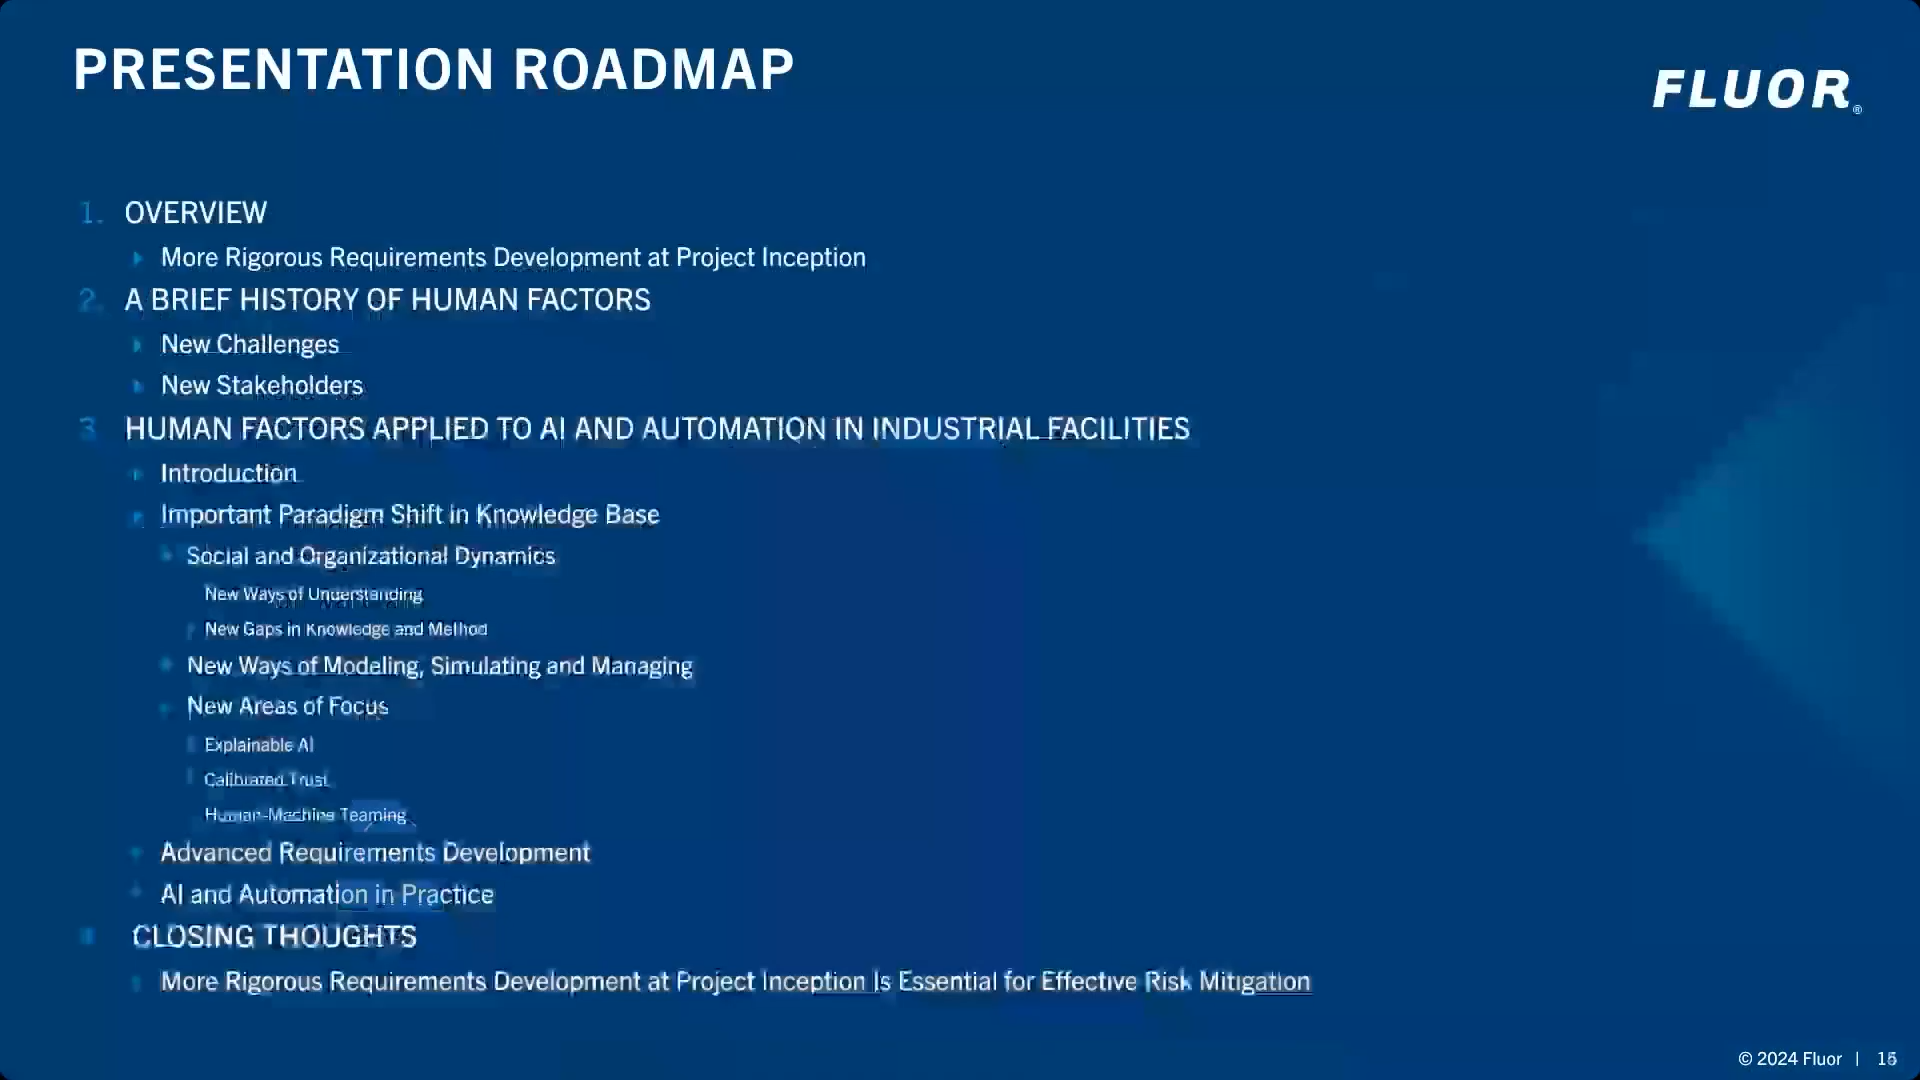 PRESENTATION ROADMAP
FLUOR®
1. OVERVIEW
More Rigorous Requirements Development at Project Inception
2. A BRIEF HISTORY OF HUMAN FACTORS
New Challenges
New Stakeholders
3 HUMAN FACTORS APPLIED TO AI AND AUTOMATION IN INDUSTRIAL FACILITIES
Introduction
Important Paradigm Shift in Knowledge Base
Social and Organizational Dynamics
New Ways of Understanding
New Gaps in Knowledge and Method
New Ways of Modeling, Simulating and Managing
New Areas of Focus
Explainable AI
Calibrated Trust
Human-Machine Teaming
Advanced Requirements Development
AI and Automation in Practice
CLOSING THOUGHTS
More Rigorous Requirements Development at Project Inception Is Essential for Effective Risk Mitigation
© 2024 Fluor |